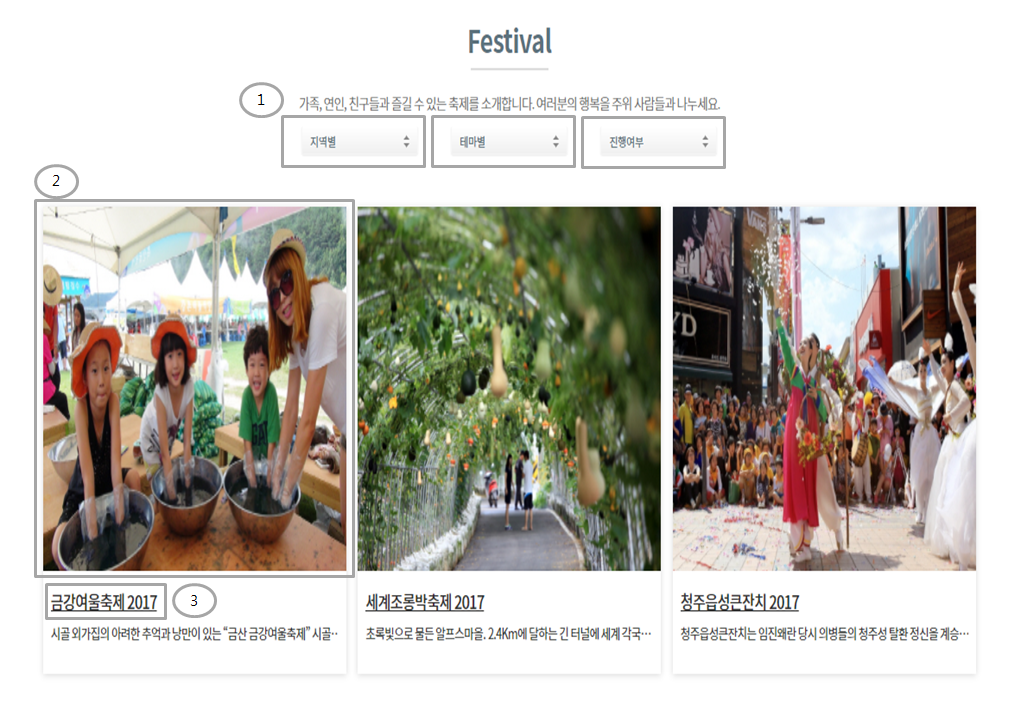 Festival
1
가족, 연인, 친구들과 즐길 수 있는 축제를 소개합니다. 여러분의 행복을 주위 사람들과 나누세요.
지역별
테마별
진행여부
2
YD
금강여울축제 2017
3
시골 외가집의 아련한 추억과 낭만이 있는 “금산 금강여울축제” 시골···
세계조롱박축제 2017
초록빛으로 물든 알프스마을. 2.4Km에 달하는 긴 터널에 세계 각국···
청주읍성큰잔치 2017
청주읍성큰잔치는 임진왜란 당시 의병들의 청주성 탈환 정신을 계승···